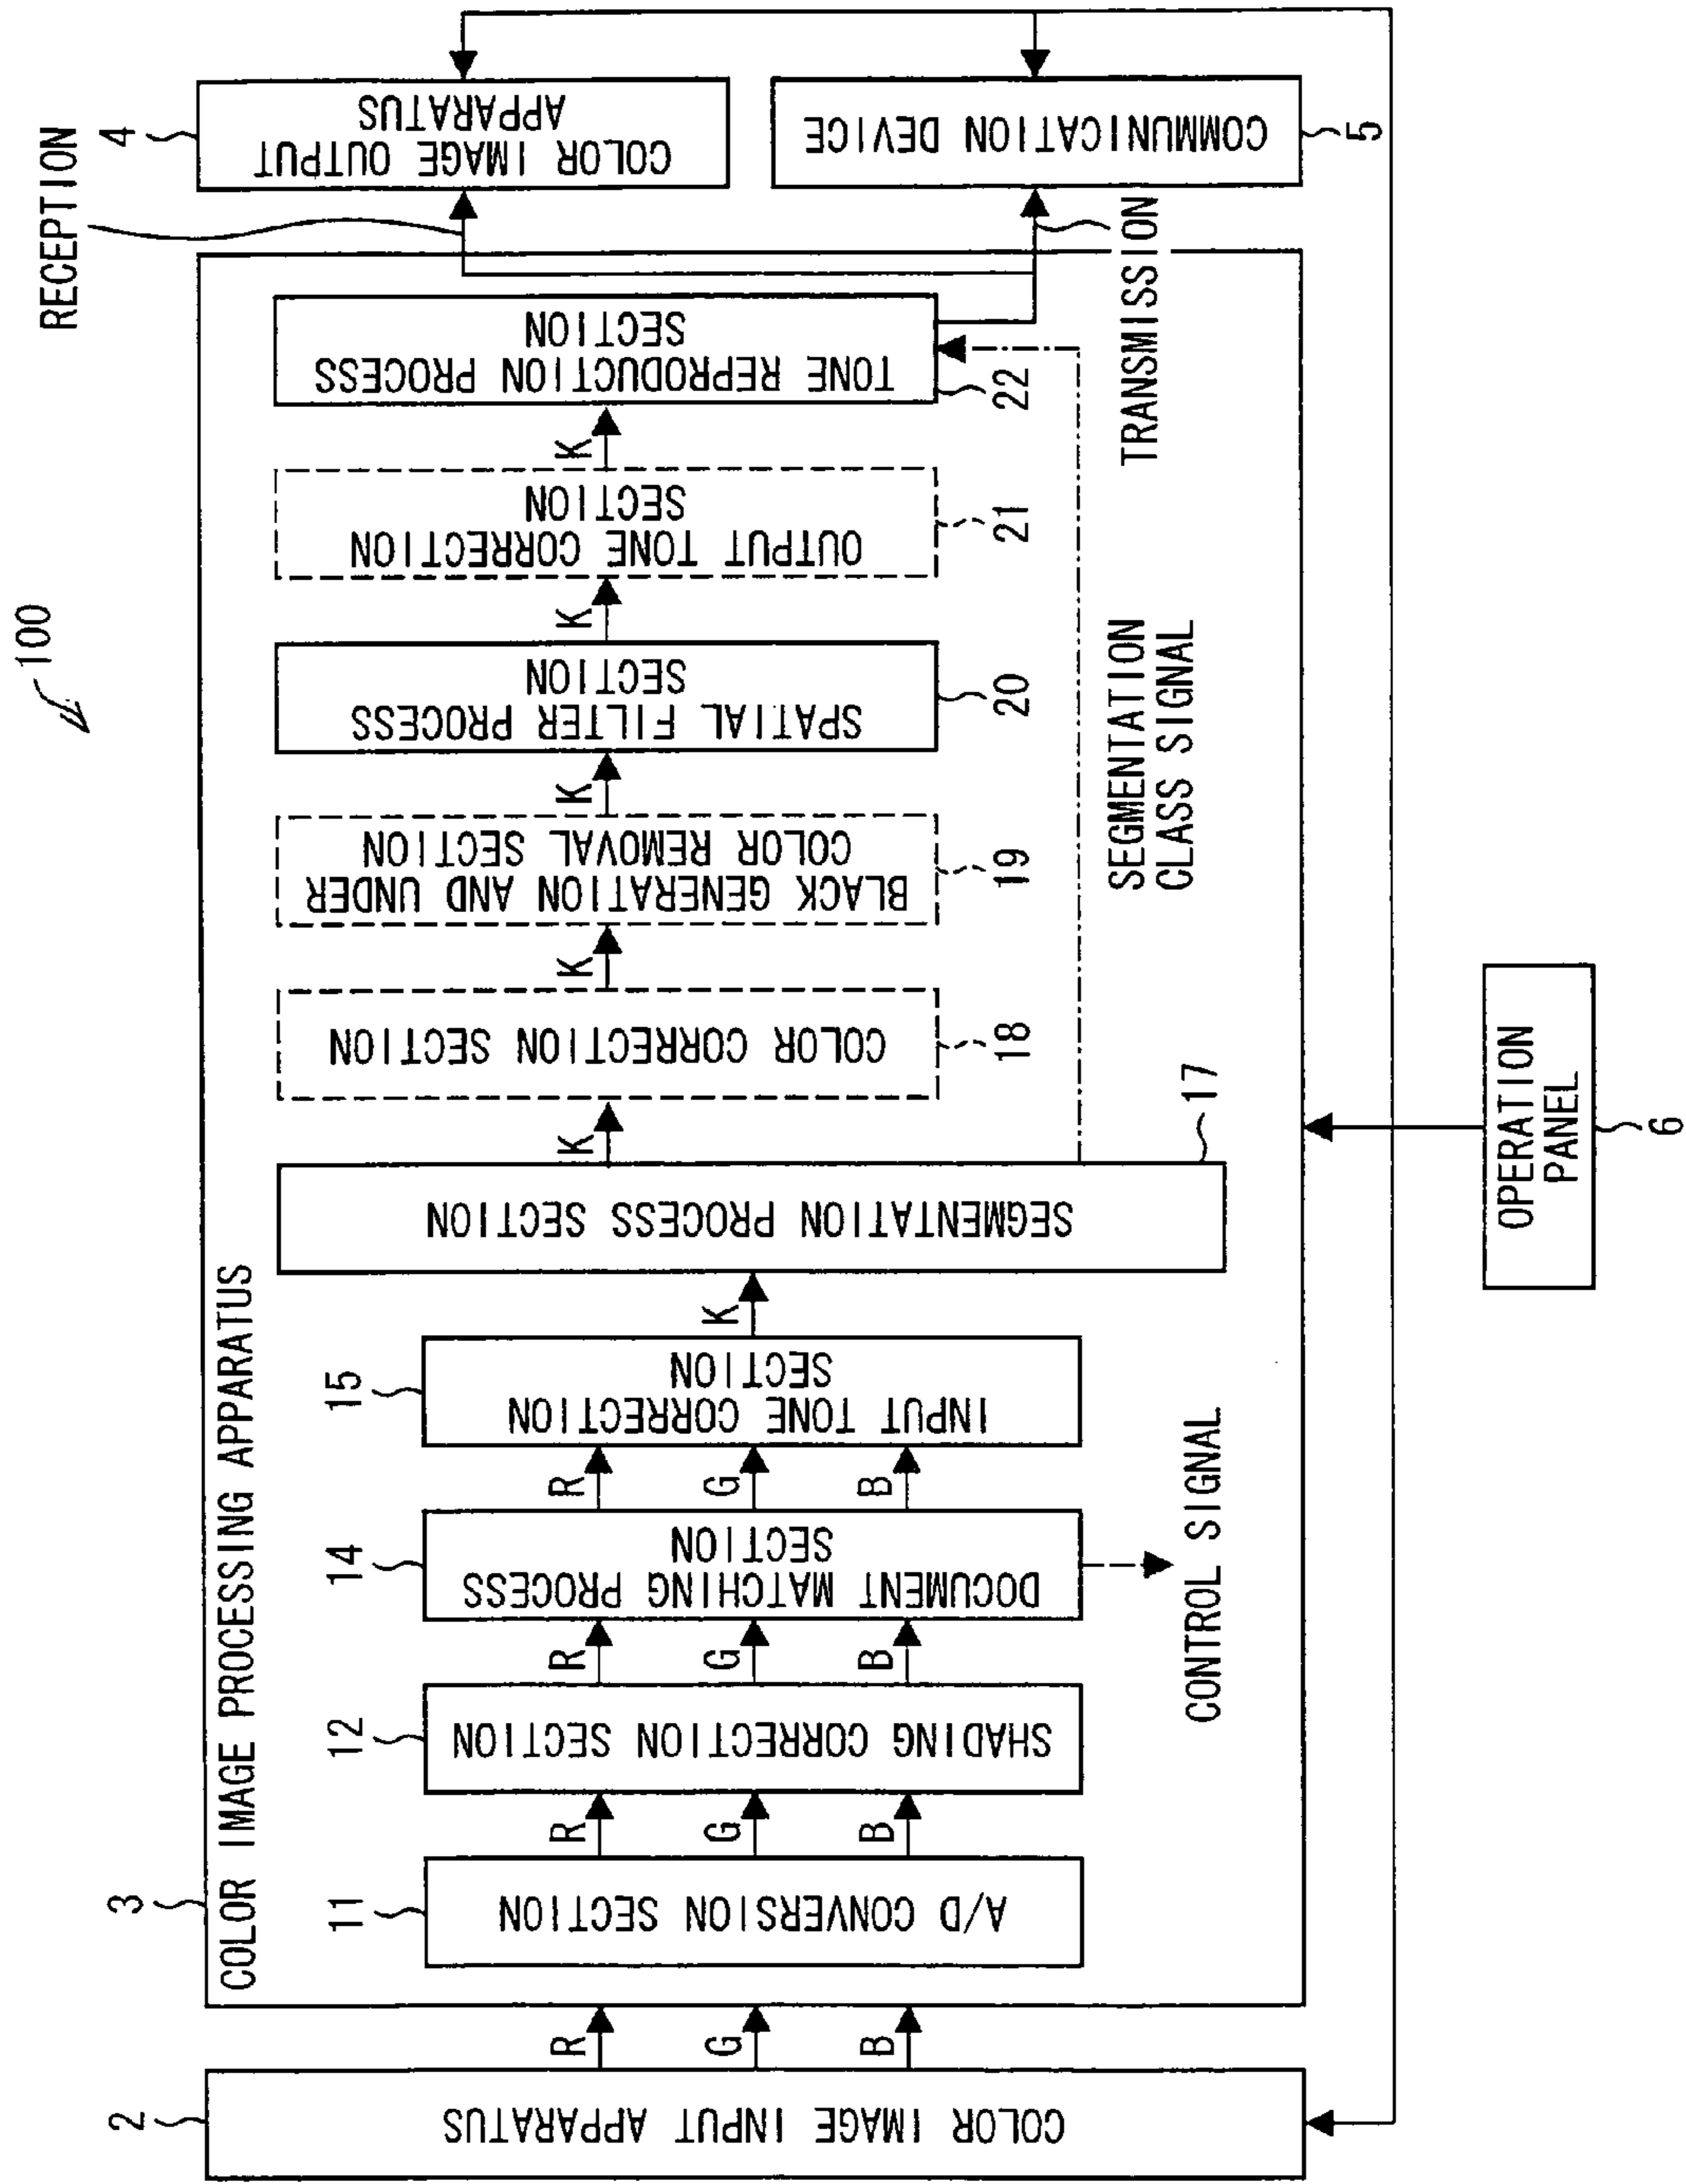 100
2
COLOR IMAGE INPUT APPARATUS
R
G
B
3
COLOR IMAGE PROCESSING APPARATUS
11
A/D CONVERSION SECTION
R
G
B
12
SHADING CORRECTION SECTION
R
G
B
14
DOCUMENT MATCHING PROCESS
SECTION
CONTROL SIGNAL
R
G
B
15
INPUT TONE CORRECTION
SECTION
K
SEGMENTATION PROCESS SECTION
17
K
COLOR CORRECTION SECTION
18
K
BLACK GENERATION AND UNDER
COLOR REMOVAL SECTION
19
K
SPATIAL FILTER PROCESS
SECTION
20
K
OUTPUT TONE CORRECTION
SECTION
21
K
TONE REPRODUCTION PROCESS
SECTION
22
SEGMENTATION
CLASS SIGNAL
RECEPTION
TRANSMISSION
4
COLOR IMAGE OUTPUT
APPARATUS
COMMUNICATION DEVICE
5
OPERATION
PANEL
6